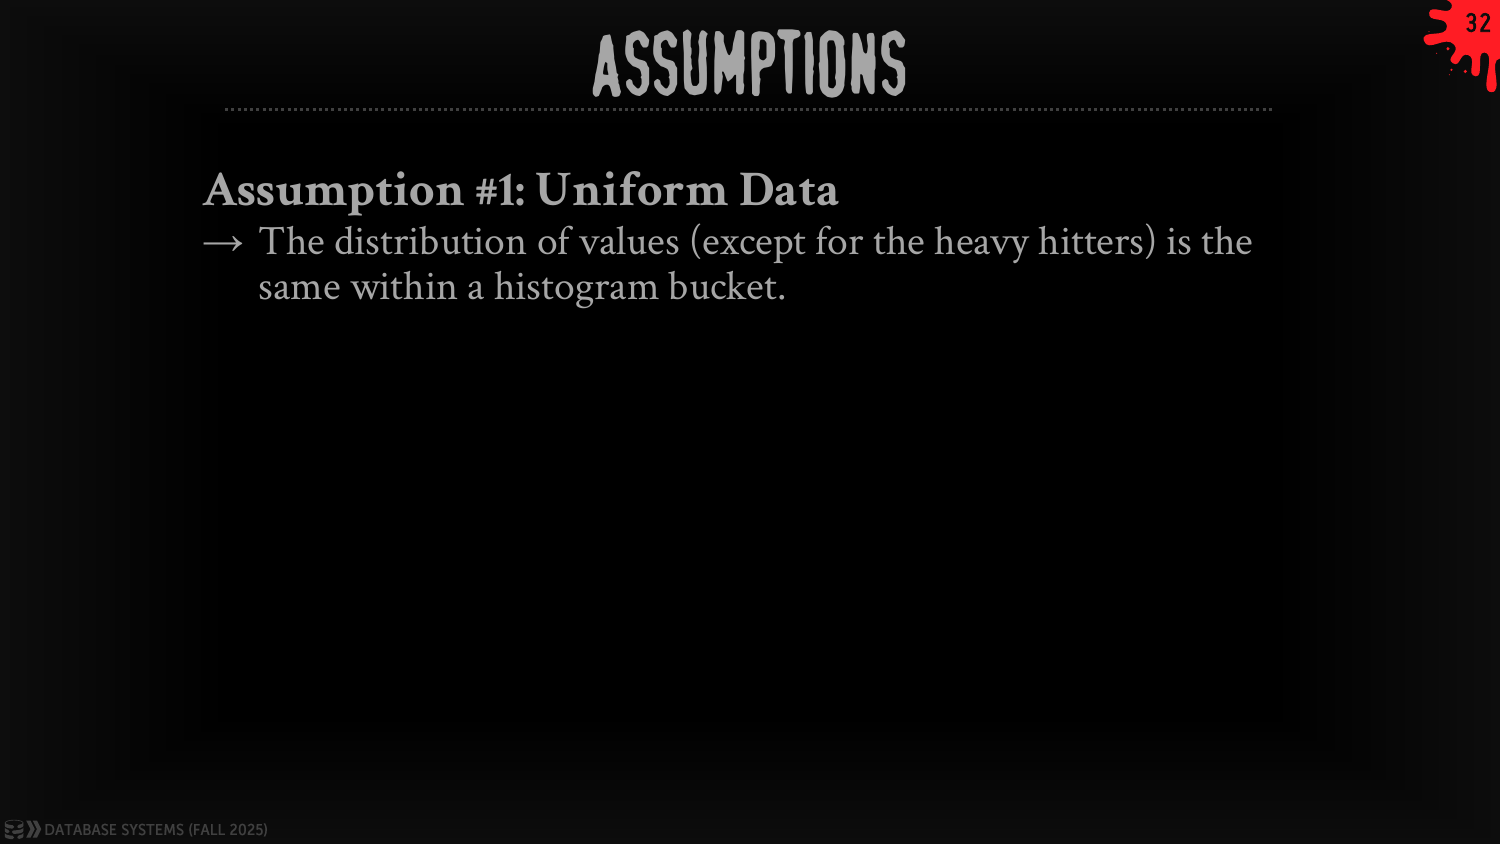 ASSUMPTIONS
32
Assumption #1: Uniform Data
→ The distribution of values (except for the heavy hitters) is the
same within a histogram bucket.
DATABASE SYSTEMS (FALL 2025)